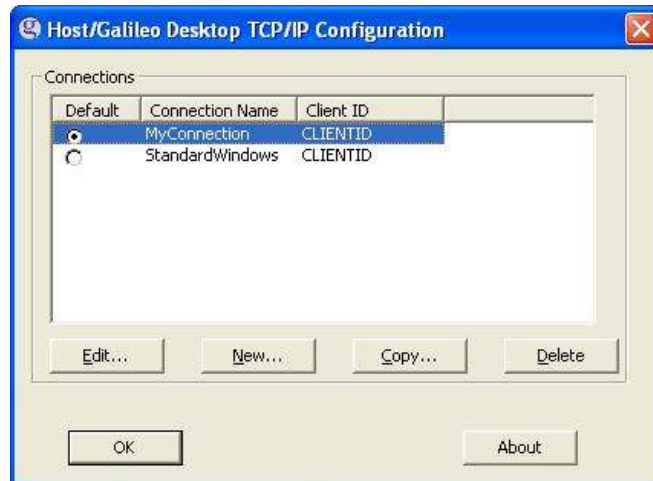 Host/Galileo Desktop TCP/IP Configuration
Connections
Default Connection Name Client ID
MyConnection CLIENTID
StandardWindows CLIENTID
Edit... New... Copy... Delete
OK About